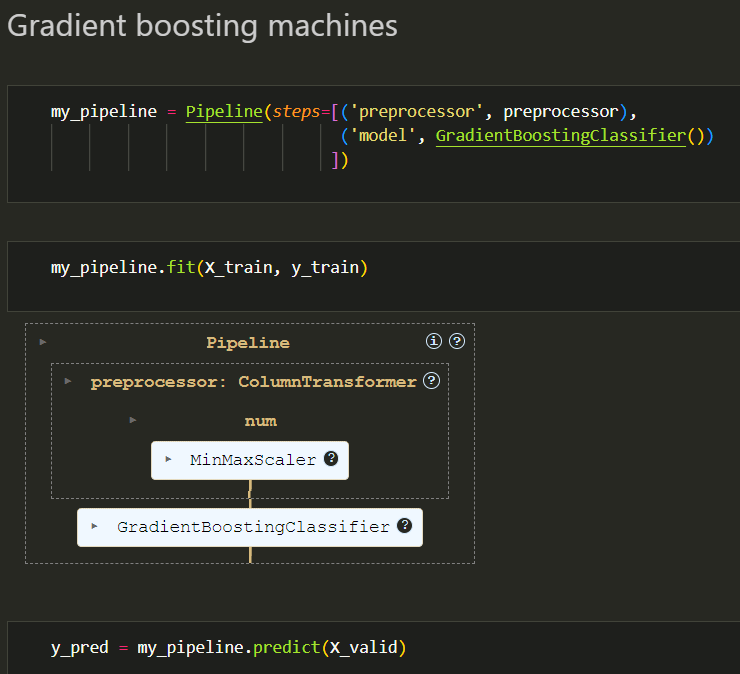 Gradient boosting machines
my_pipeline = Pipeline(steps=[('preprocessor', preprocessor),
('model', GradientBoostingClassifier())
])
my_pipeline.fit(X_train, y_train)
Pipeline i ?
preprocessor: ColumnTransformer ?
num
MinMaxScaler ?
GradientBoostingClassifier ?
y_pred = my_pipeline.predict(X_valid)